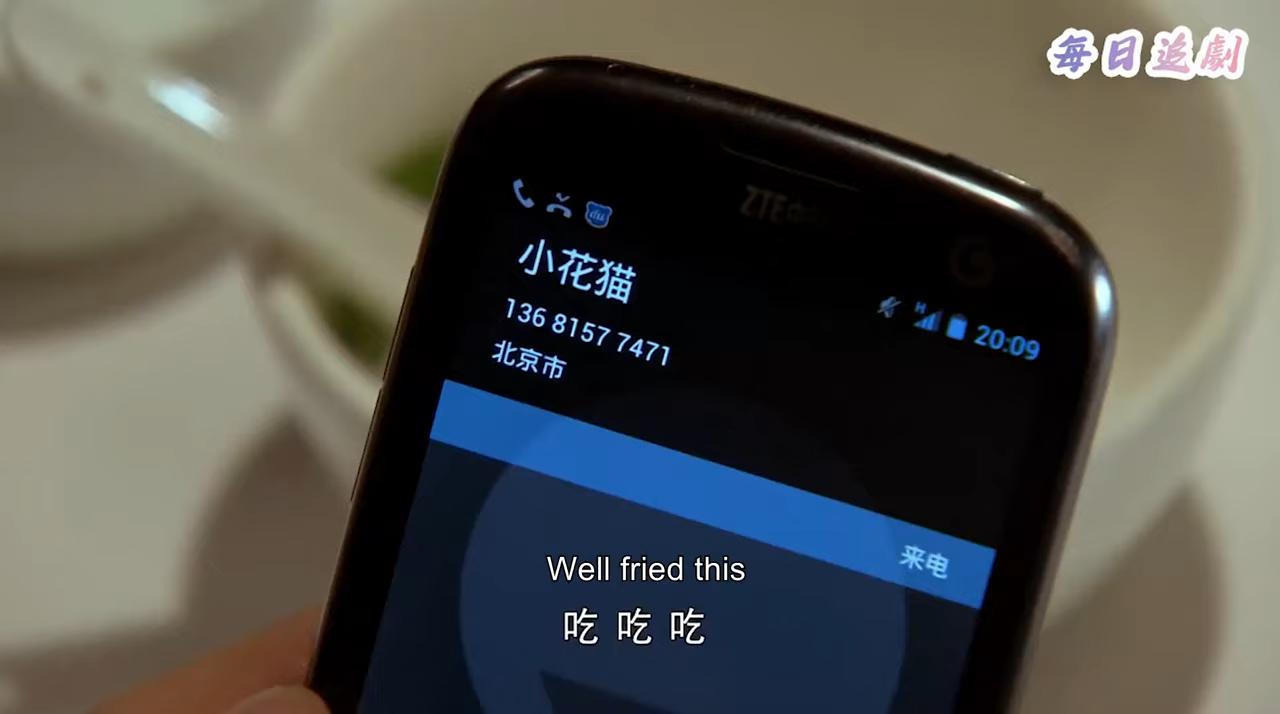 每日追劇
ZTE
小花猫
136 8157 7471
北京市
20:09
H
du
来电
Well fried this
吃 吃 吃